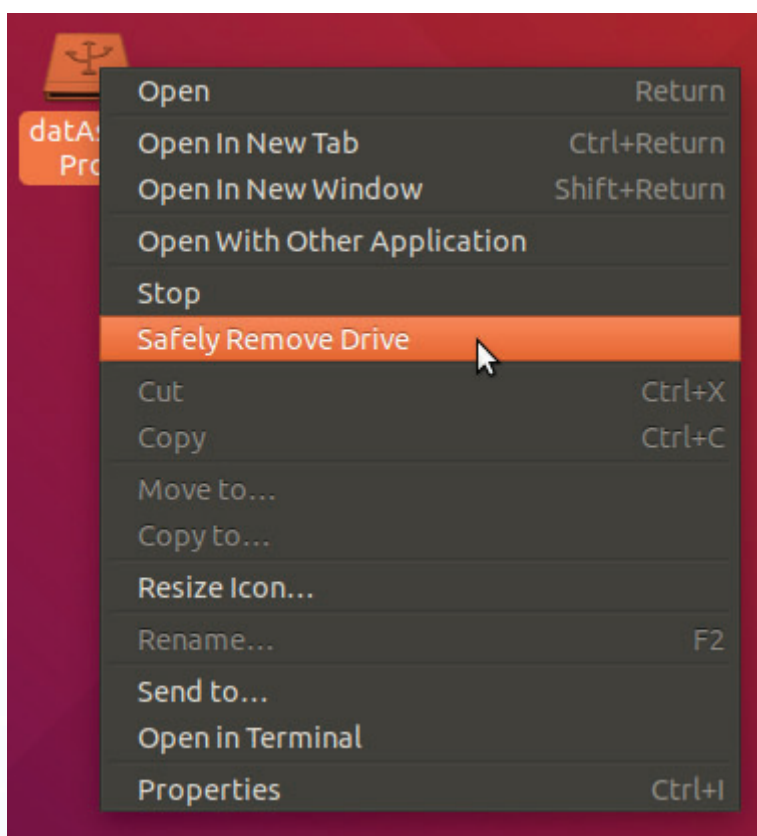 Open Return
datA
Pro
Open In New Tab Ctrl+Return
Open In New Window Shift+Return
Open With Other Application
Stop
Safely Remove Drive
Cut Ctrl+X
Copy Ctrl+C
Move to...
Copy to...
Resize Icon...
Rename... F2
Send to...
Open in Terminal
Properties Ctrl+I